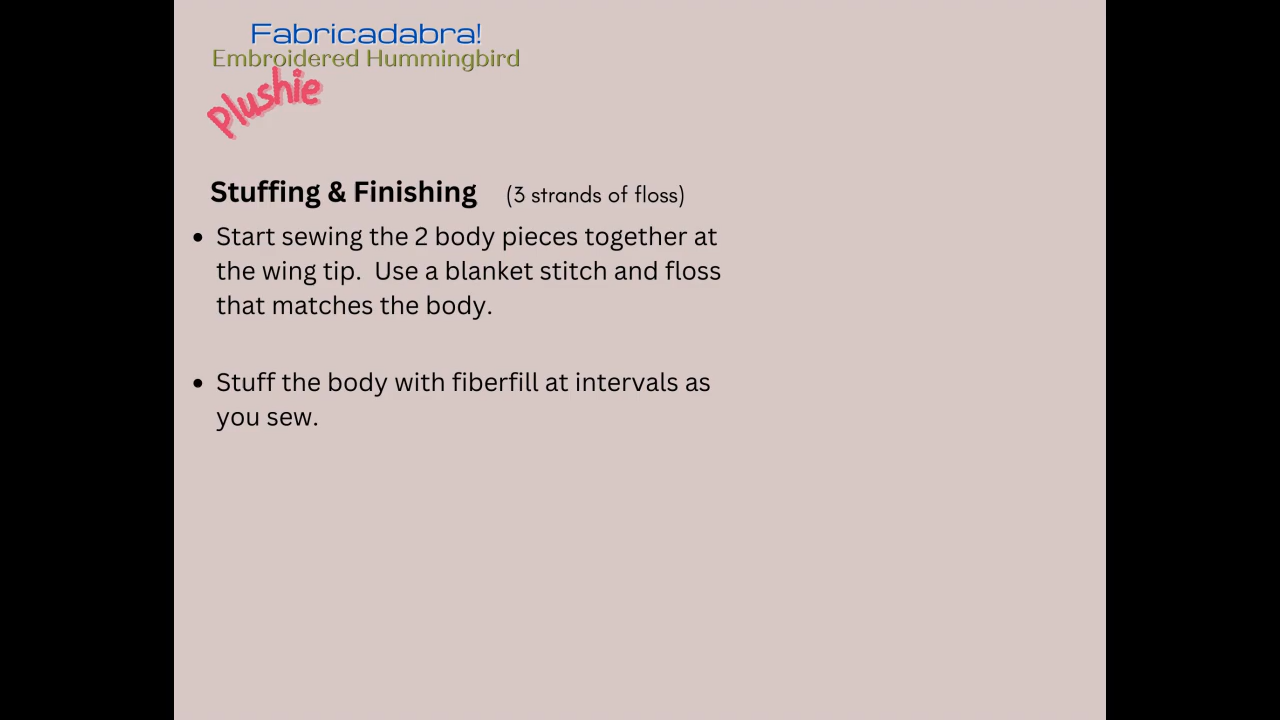 Fabricadabra!
Embroidered Hummingbird
plushie
Stuffing & Finishing (3 strands of floss)
• Start sewing the 2 body pieces together at
the wing tip.  Use a blanket stitch and floss
that matches the body.
• Stuff the body with fiberfill at intervals as
you sew.